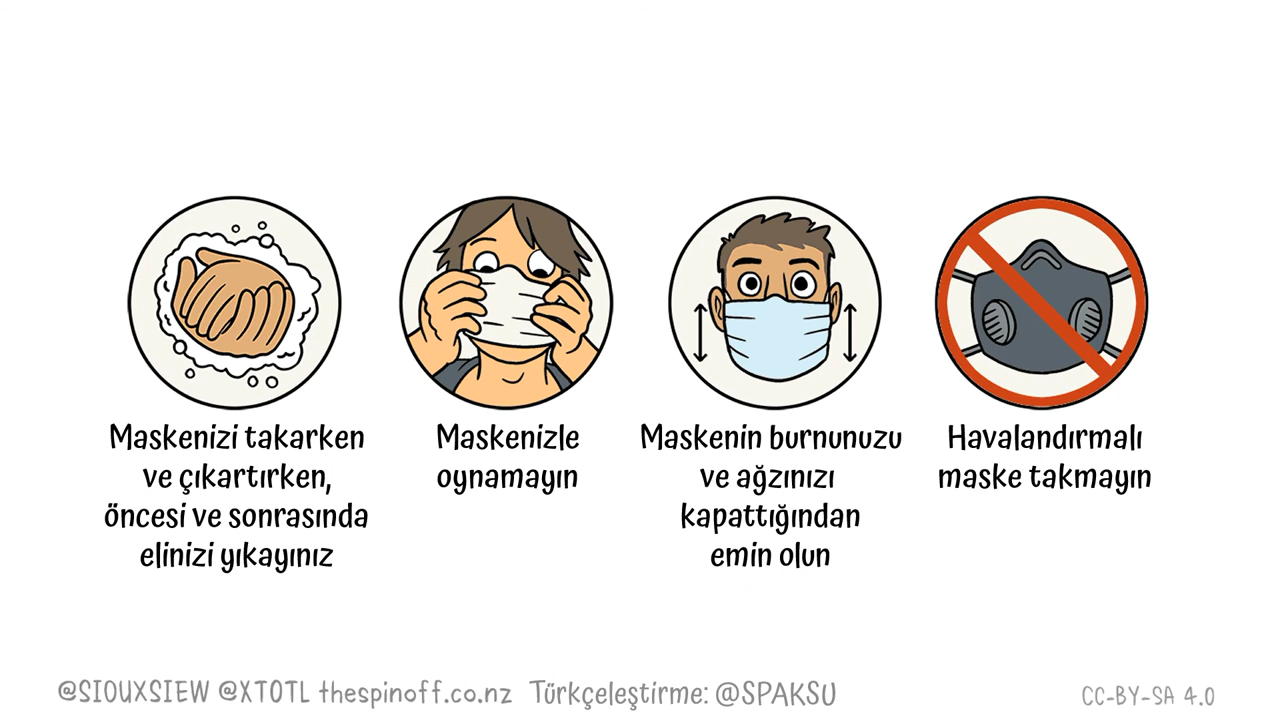 Maskenizi takarken
ve çıkartırken,
öncesi ve sonrasında
elinizi yıkayınız
Maskenizle
oynamayın
Maskenin burnunuzu
ve ağzınızı
kapattığından
emin olun
Havalandırmalı
maske takmayın
@SIOUXSIEW @XTOTL thespinoff.co.nz Türkçeleştirme: @SPAKSU
CC-BY-SA 4.0